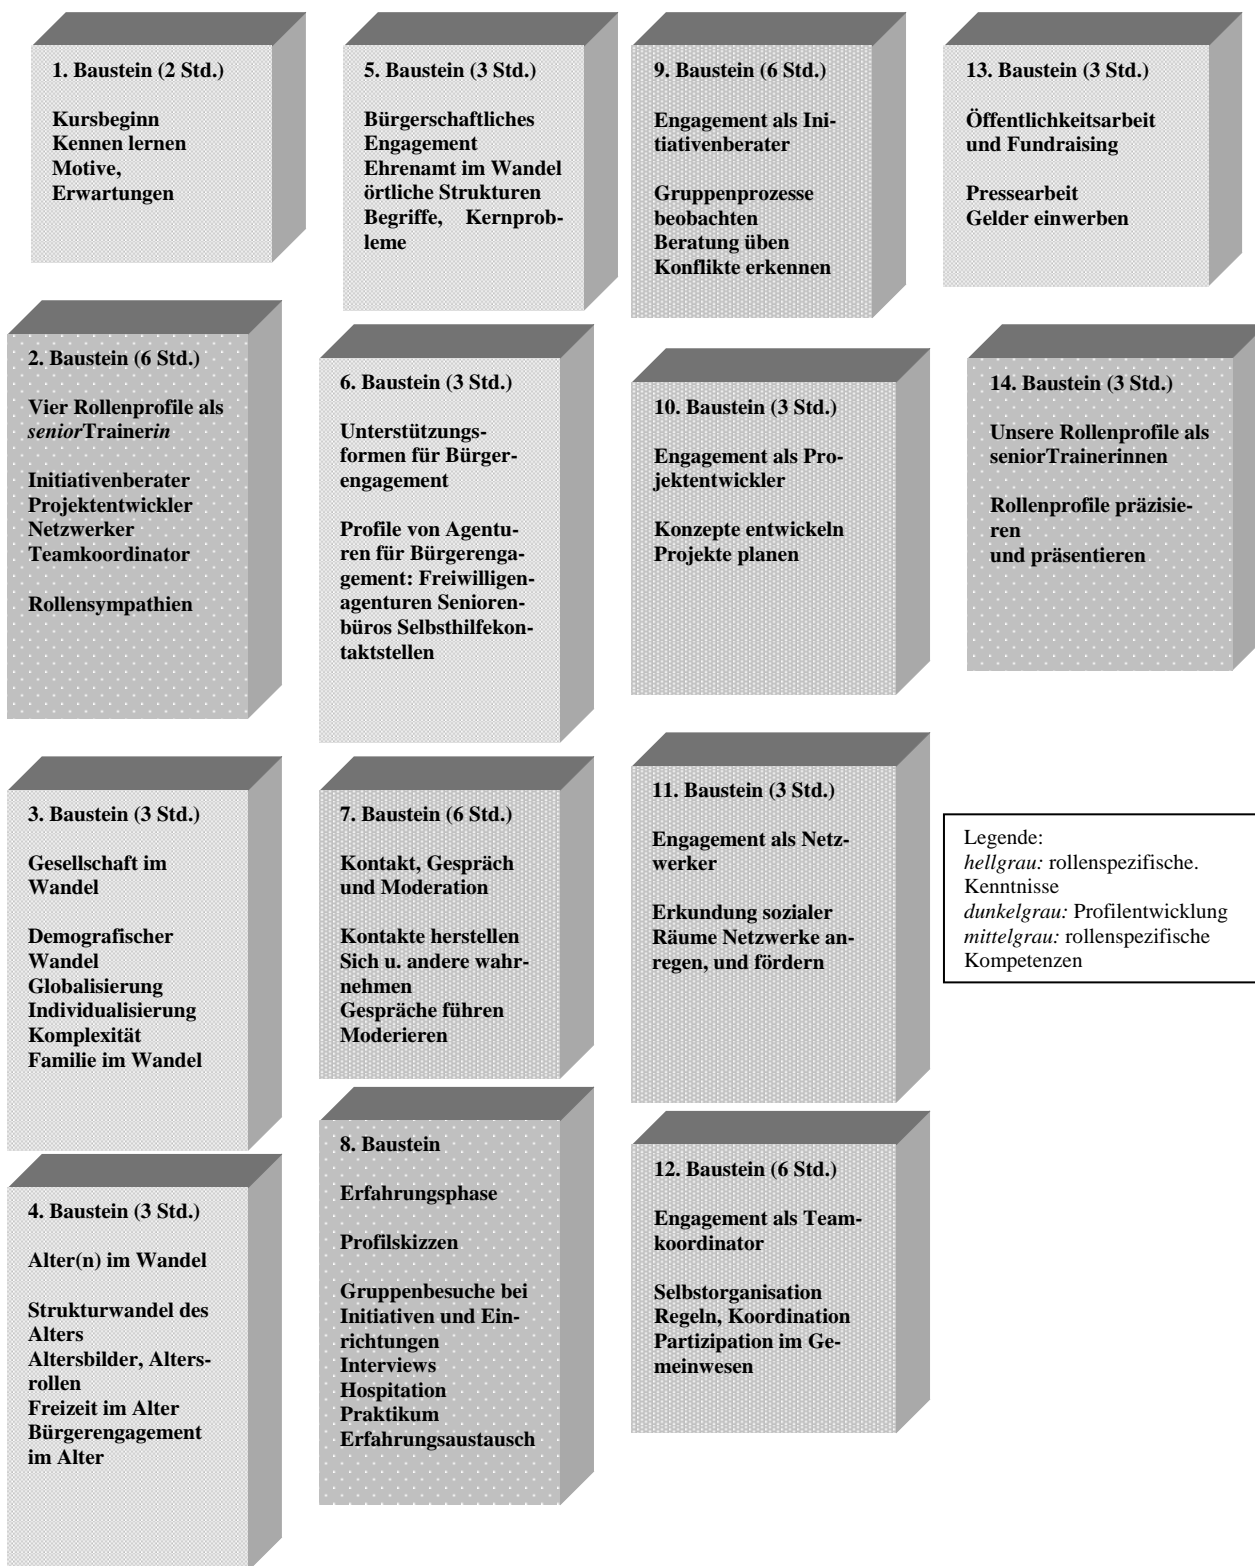 1. Baustein (2 Std.)
Kursbeginn
Kennen lernen
Motive,
Erwartungen
2. Baustein (6 Std.)
Vier Rollenprofile als
seniorTrainerin
Initiativenberater
Projektentwickler
Netzwerker
Teamkoordinator
Rollensympathien
3. Baustein (3 Std.)
Gesellschaft im
Wandel
Demografischer
Wandel
Globalisierung
Individualisierung
Komplexität
Familie im Wandel
4. Baustein (3 Std.)
Alter(n) im Wandel
Strukturwandel des
Alters
Altersbilder, Alters-
rollen
Freizeit im Alter
Bürgerengagement
im Alter
5. Baustein (3 Std.)
Bürgerschaftliches
Engagement
Ehrenamt im Wandel
örtliche Strukturen
Begriffe, Kernprob-
leme
6. Baustein (3 Std.)
Unterstützungs-
formen für Bürger-
engagement
Profile von Agentu-
ren für Bürgerenga-
gement: Freiwilligen-
agenturen Senioren-
büros Selbsthilfekon-
taktstellen
7. Baustein (6 Std.)
Kontakt, Gespräch
und Moderation
Kontakte herstellen
Sich u. andere wahr-
nehmen
Gespräche führen
Moderieren
8. Baustein
Erfahrungsphase
Profilskizzen
Gruppenbesuche bei
Initiativen und Ein-
richtungen
Interviews
Hospitation
Praktikum
Erfahrungsaustausch
9. Baustein (6 Std.)
Engagement als Ini-
tiativenberater
Gruppenprozesse
beobachten
Beratung üben
Konflikte erkennen
10. Baustein (3 Std.)
Engagement als Pro-
jektentwickler
Konzepte entwickeln
Projekte planen
11. Baustein (3 Std.)
Engagement als Netz-
werker
Erkundung sozialer
Räume Netzwerke an-
regen, und fördern
12. Baustein (6 Std.)
Engagement als Team-
koordinator
Selbstorganisation
Regeln, Koordination
Partizipation im Ge-
meinwesen
13. Baustein (3 Std.)
Öffentlichkeitsarbeit
und Fundraising
Pressearbeit
Gelder einwerben
14. Baustein (3 Std.)
Unsere Rollenprofile als
seniorTrainerinnen
Rollenprofile präzisie-
ren
und präsentieren
Legende:
hellgrau: rollenspezifische.
Kenntnisse
dunkelgrau: Profilentwicklung
mittelgrau: rollenspezifische
Kompetenzen